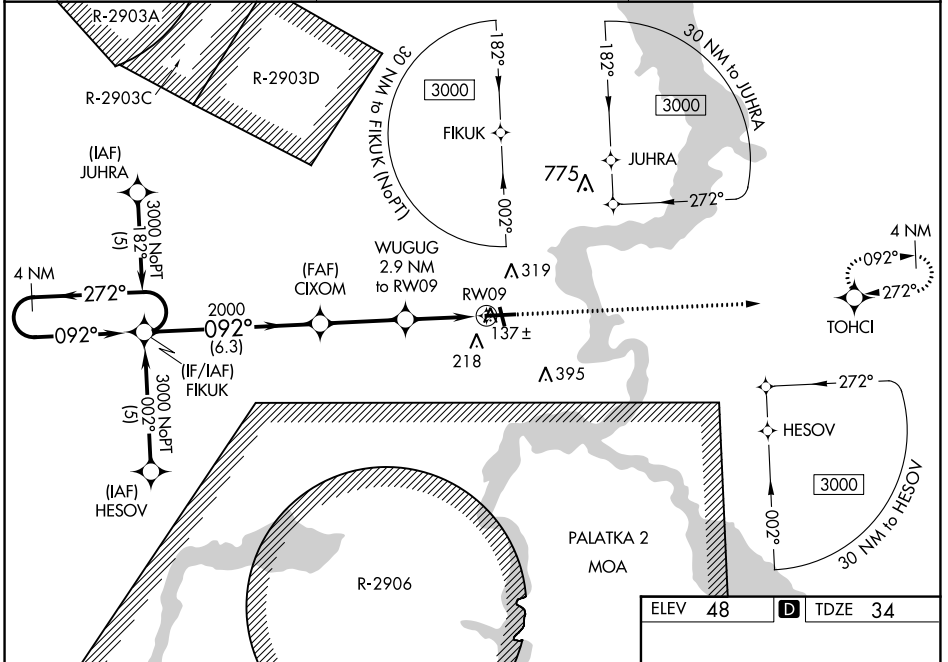 R-2903A
R-2903C
R-2903D
30 NM to FIKUK (NoPT)
182°
3000
FIKUK
002°
182°
30 NM to JUHRA
3000
JUHRA
775
272°
(IAF)
JUHRA
3000 NoPT
182°
(5)
4 NM
272°
092°
2000
092°
(6.3)
(IF/IAF)
FIKUK
3000 NoPT
002°
(5)
(IAF)
HESOV
(FAF)
CIXOM
WUGUG
2.9 NM
to RW09
319
RW09
137 ±
218
395
4 NM
092°
272°
TOHCI
272°
HESOV
3000
002°
30 NM to HESOV
PALATKA 2
MOA
R-2906
ELEV 48 D TDZE 34